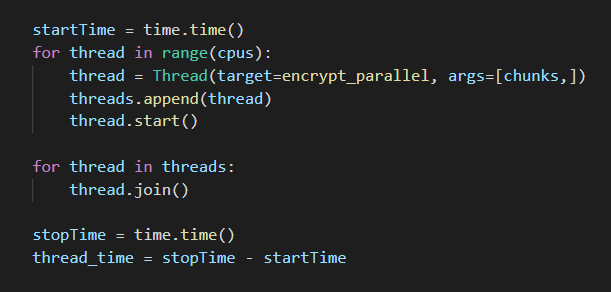 startTime = time.time()
for thread in range(cpus):
    thread = Thread(target=encrypt_parallel, args=[chunks,])
    threads.append(thread)
    thread.start()

for thread in threads:
    thread.join()

stopTime = time.time()
thread_time = stopTime - startTime